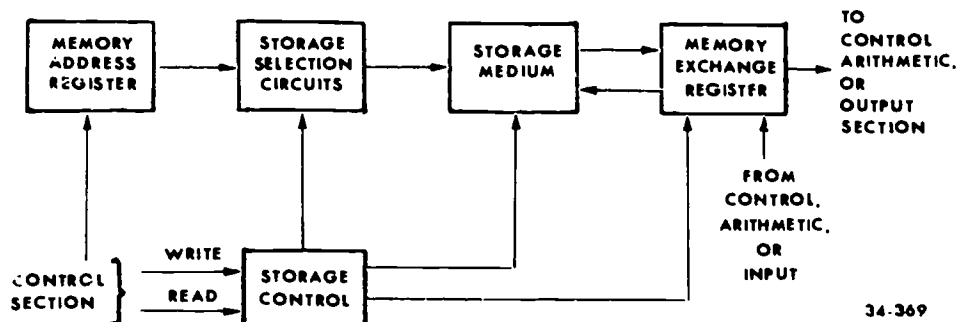 MEMORY
ADDRESS
REGISTER
STORAGE
SELECTION
CIRCUITS
STORAGE
MEDIUM
MEMORY
EXCHANGE
REGISTER
TO
CONTROL
ARITHMETIC,
OR
OUTPUT
SECTION
FROM
CONTROL,
ARITHMETIC,
OR
INPUT
CONTROL
SECTION
WRITE
READ
STORAGE
CONTROL
34-369